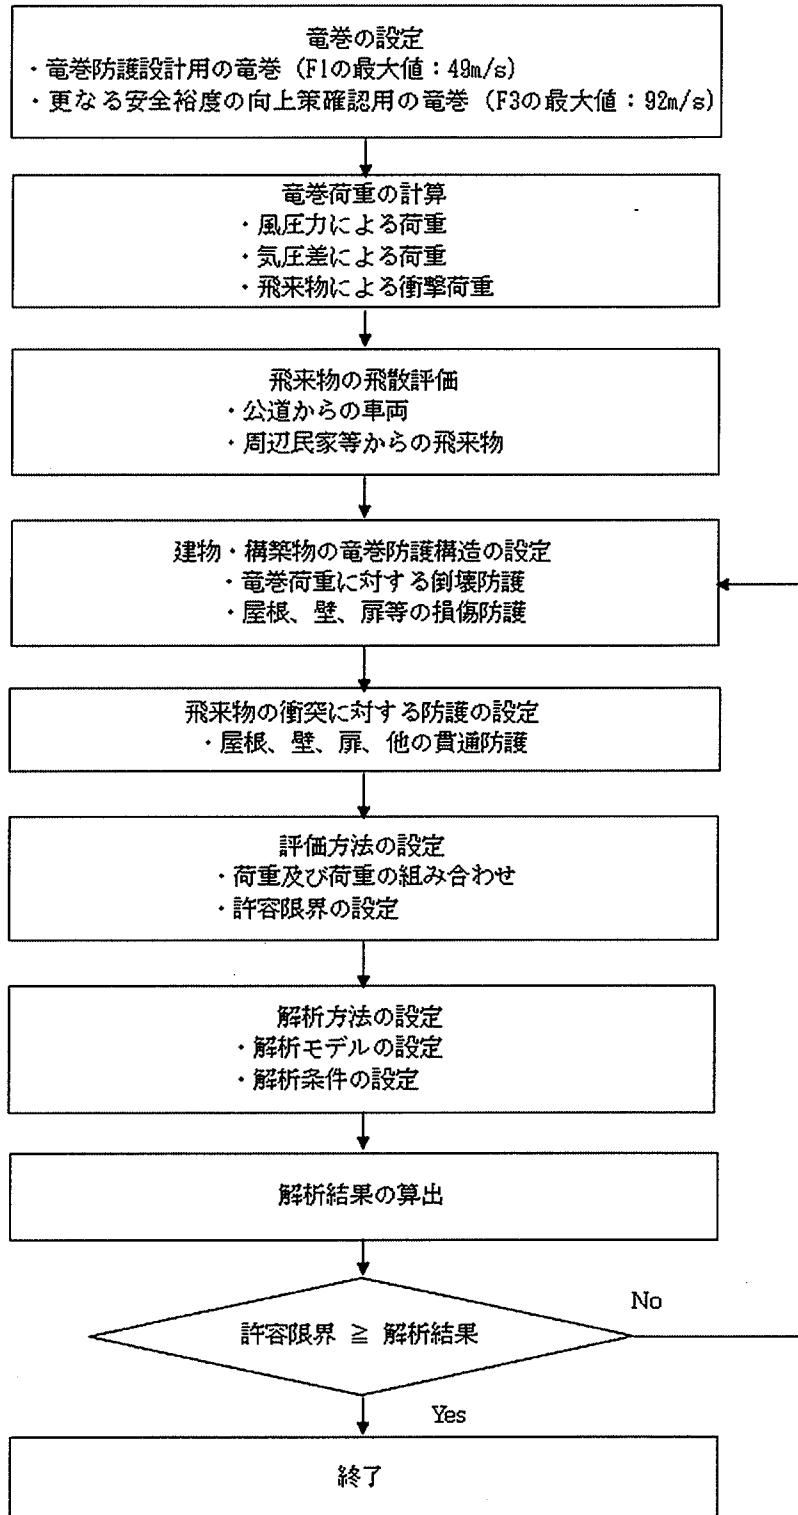 竜巻の設定
・竜巻防護設計用の竜巻（F1の最大値：49m/s）
・更なる安全裕度の向上策確認用の竜巻（F3の最大値：92m/s）
竜巻荷重の計算
・風圧力による荷重
・気圧差による荷重
・飛来物による衝撃荷重
飛来物の飛散評価
・公道からの車両
・周辺民家等からの飛来物
建物・構築物の竜巻防護構造の設定
・竜巻荷重に対する倒壊防護
・屋根、壁、扉等の損傷防護
飛来物の衝突に対する防護の設定
・屋根、壁、扉、他の貫通防護
評価方法の設定
・荷重及び荷重の組み合わせ
・許容限界の設定
解析方法の設定
・解析モデルの設定
・解析条件の設定
解析結果の算出
許容限界 ≧ 解析結果
No
Yes
終了